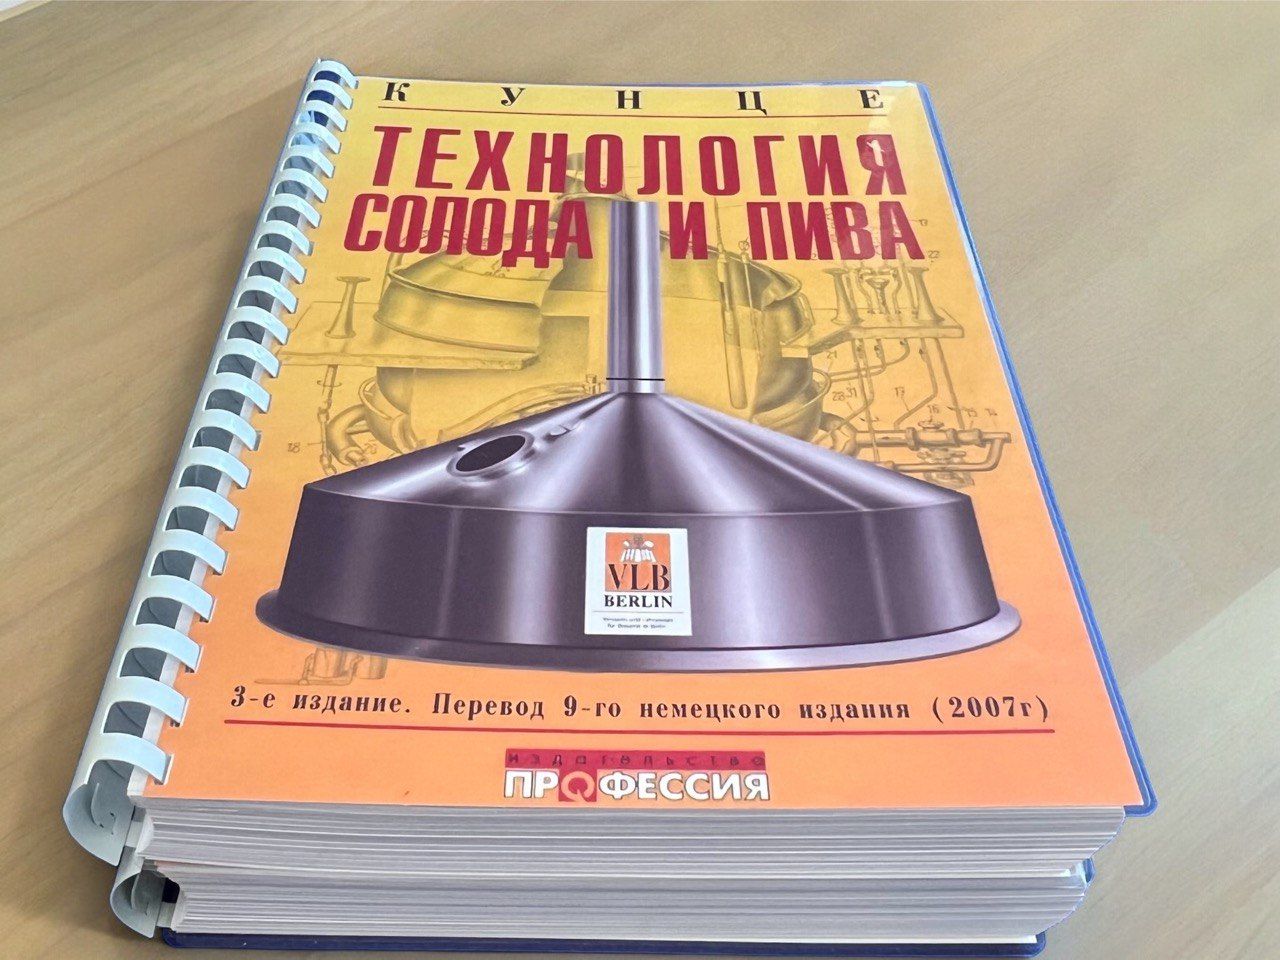 КУНЦЕ
ТЕХНОЛОГИЯ
СОЛОДА И ПИВА
VLB
BERLIN
3-е издание. Перевод 9-го немецкого издания (2007г)
ИЗДАТЕЛЬСТВО
ПРОФЕССИЯ